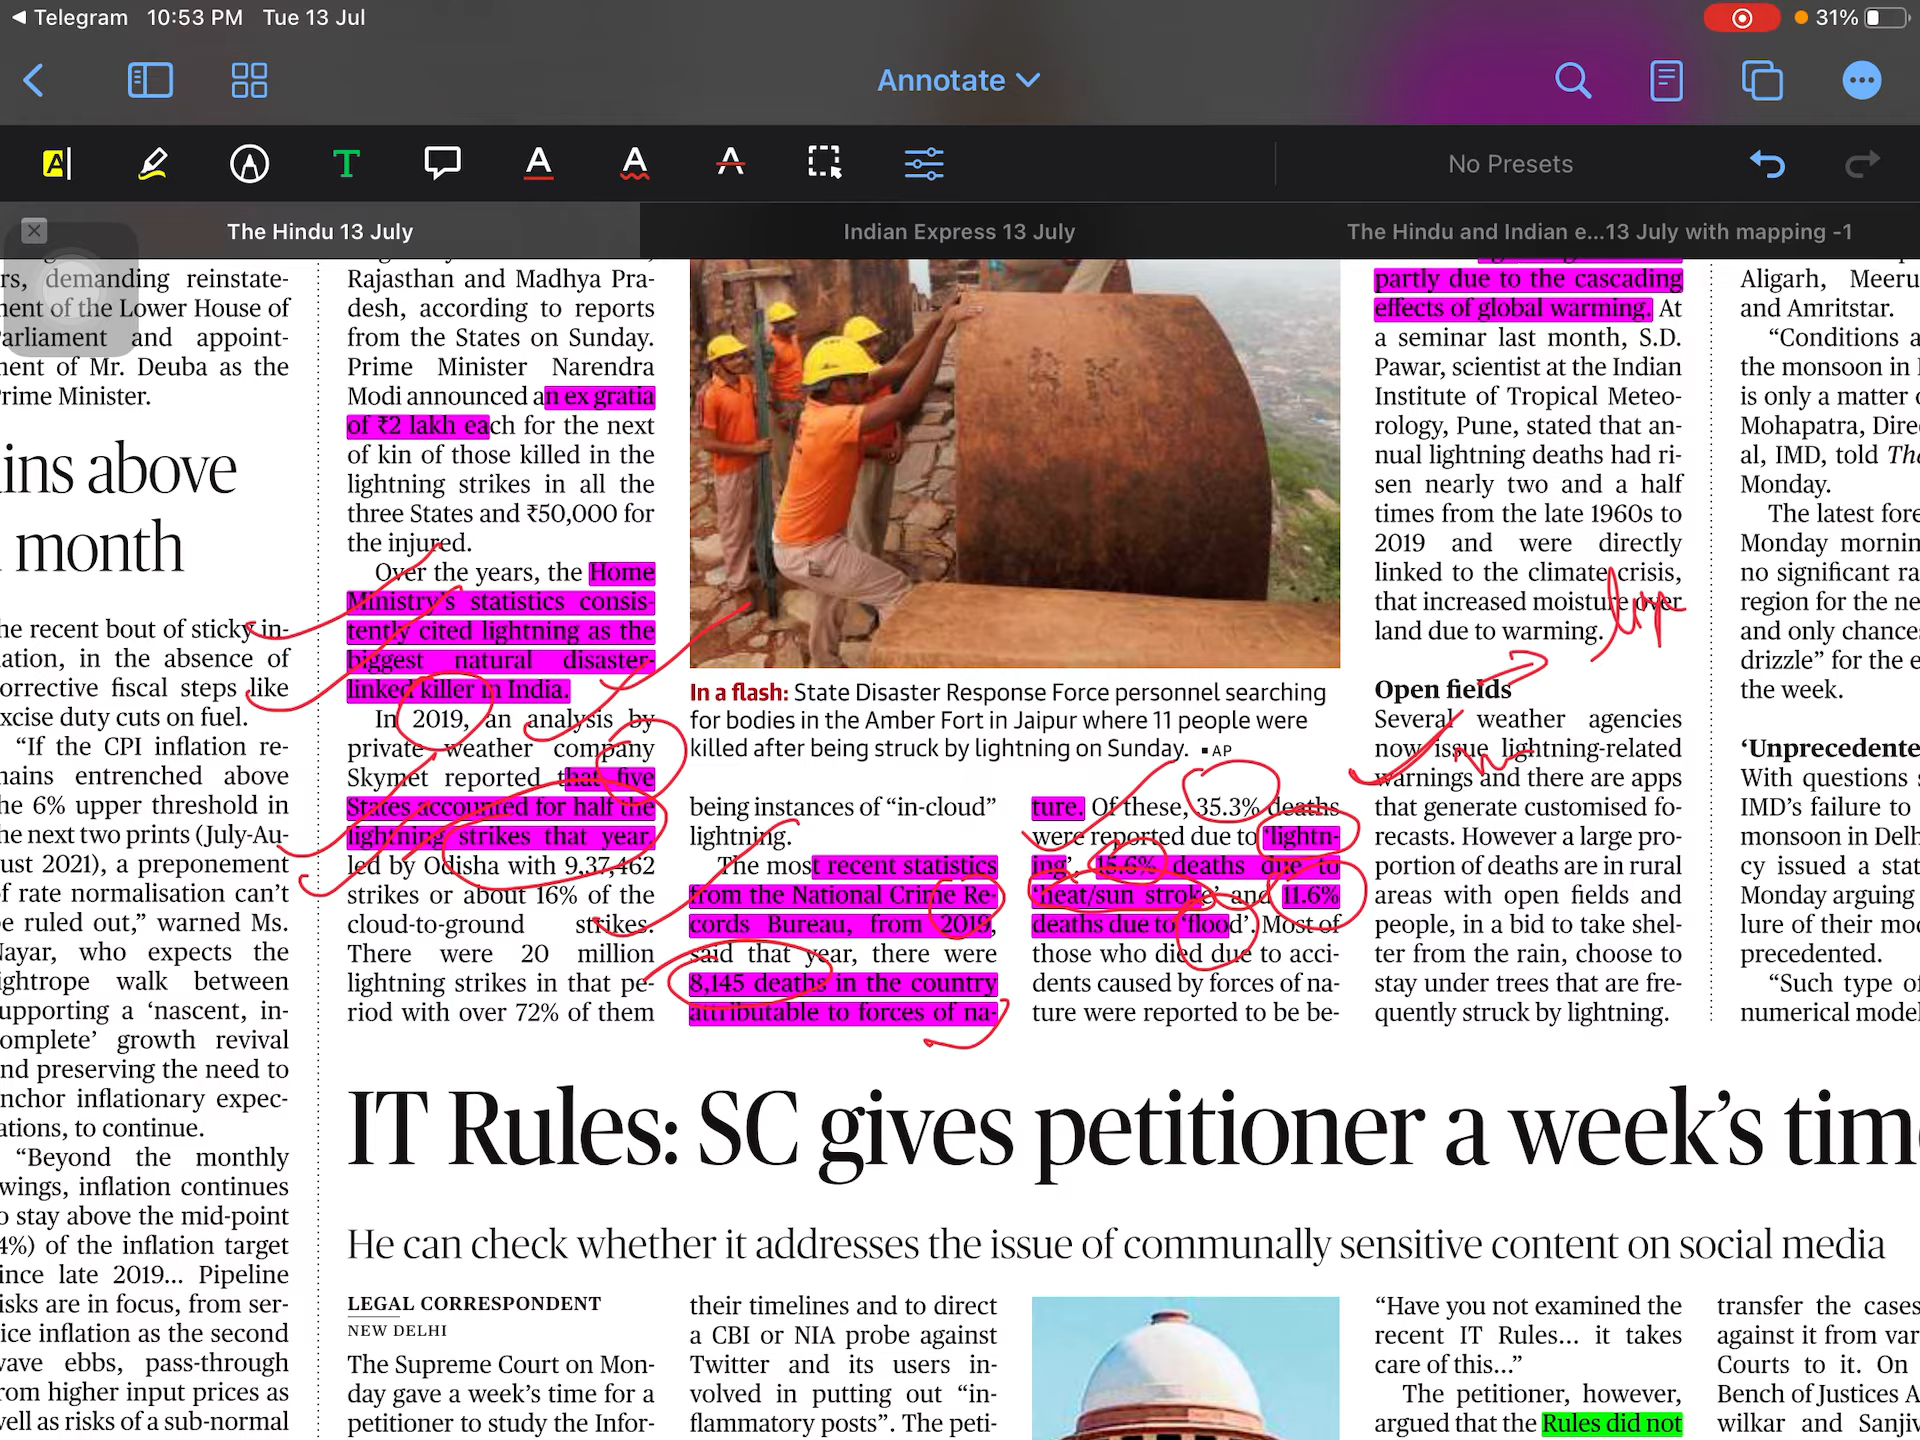 Telegram 10:53 PM Tue 13 Jul
31%
Annotate
A
T
A
A
A
No Presets
The Hindu 13 July
Indian Express 13 July
The Hindu and Indian e...13 July with mapping -1
rs, demanding reinstate-
ment of the Lower House of
Parliament and appoint-
ment of Mr. Deuba as the
Prime Minister.
ins above
month
he recent bout of sticky in-
ation, in the absence of
orrective fiscal steps like
xcise duty cuts on fuel.
“If the CPI inflation re-
mains entrenched above
he 6% upper threshold in
he next two prints (July-Au-
ust 2021), a preponement
f rate normalisation can’t
e ruled out,” warned Ms.
Nayar, who expects the
ightrope walk between
upporting a ‘nascent, in-
omplete’ growth revival
nd preserving the need to
nchor inflationary expec-
ations, to continue.
“Beyond the monthly
wings, inflation continues
o stay above the mid-point
4%) of the inflation target
ince late 2019... Pipeline
isks are in focus, from ser-
ice inflation as the second
wave ebbs, pass-through
rom higher input prices as
well as risks of a sub-normal
Rajasthan and Madhya Pra-
desh, according to reports
from the States on Sunday.
Prime Minister Narendra
Modi announced an ex gratia
of ₹2 lakh each for the next
of kin of those killed in the
lightning strikes in all the
three States and ₹50,000 for
the injured.
Over the years, the Home
Ministry’s statistics consis-
tently cited lightning as the
biggest natural disaster-
linked killer in India.
In 2019, an analysis by
private weather company
Skymet reported that five
States accounted for half the
lightning strikes that year,
led by Odisha with 9,37,462
strikes or about 16% of the
cloud-to-ground strikes.
There were 20 million
lightning strikes in that pe-
riod with over 72% of them
In a flash: State Disaster Response Force personnel searching
for bodies in the Amber Fort in Jaipur where 11 people were
killed after being struck by lightning on Sunday. ▪ AP
being instances of “in-cloud”
lightning.
The most recent statistics
from the National Crime Re-
cords Bureau, from 2019,
said that year, there were
8,145 deaths in the country
attributable to forces of na-
ture. Of these, 35.3% deaths
were reported due to ‘lightn-
ing’, 15.6% deaths due to
‘heat/sun stroke’ and 11.6%
deaths due to ‘flood’. Most of
those who died due to acci-
dents caused by forces of na-
ture were reported to be be-
partly due to the cascading
effects of global warming. At
a seminar last month, S.D.
Pawar, scientist at the Indian
Institute of Tropical Meteo-
rology, Pune, stated that an-
nual lightning deaths had ri-
sen nearly two and a half
times from the late 1960s to
2019 and were directly
linked to the climate crisis,
that increased moisture over
land due to warming.
Open fields
Several weather agencies
now issue lightning-related
warnings and there are apps
that generate customised fo-
recasts. However a large pro-
portion of deaths are in rural
areas with open fields and
people, in a bid to take shel-
ter from the rain, choose to
stay under trees that are fre-
quently struck by lightning.
Aligarh, Meeru
and Amritstar.
“Conditions a
the monsoon in
is only a matter
Mohapatra, Dire
al, IMD, told The
Monday.
The latest fore
Monday mornin
no significant ra
region for the ne
and only chances
drizzle” for the e
the week.
‘Unprecedente
With questions
IMD’s failure to
monsoon in Delh
cy issued a stat
Monday arguing
lure of their mod
precedented.
“Such type of
numerical model
IT Rules: SC gives petitioner a week’s tim
He can check whether it addresses the issue of communally sensitive content on social media
LEGAL CORRESPONDENT
NEW DELHI
The Supreme Court on Mon-
day gave a week’s time for a
petitioner to study the Infor-
their timelines and to direct
a CBI or NIA probe against
Twitter and its users in-
volved in putting out “in-
flammatory posts”. The peti-
“Have you not examined the
recent IT Rules... it takes
care of this...”
The petitioner, however,
argued that the Rules did not
transfer the cases
against it from var
Courts to it. On
Bench of Justices A
wilkar and Sanjiv